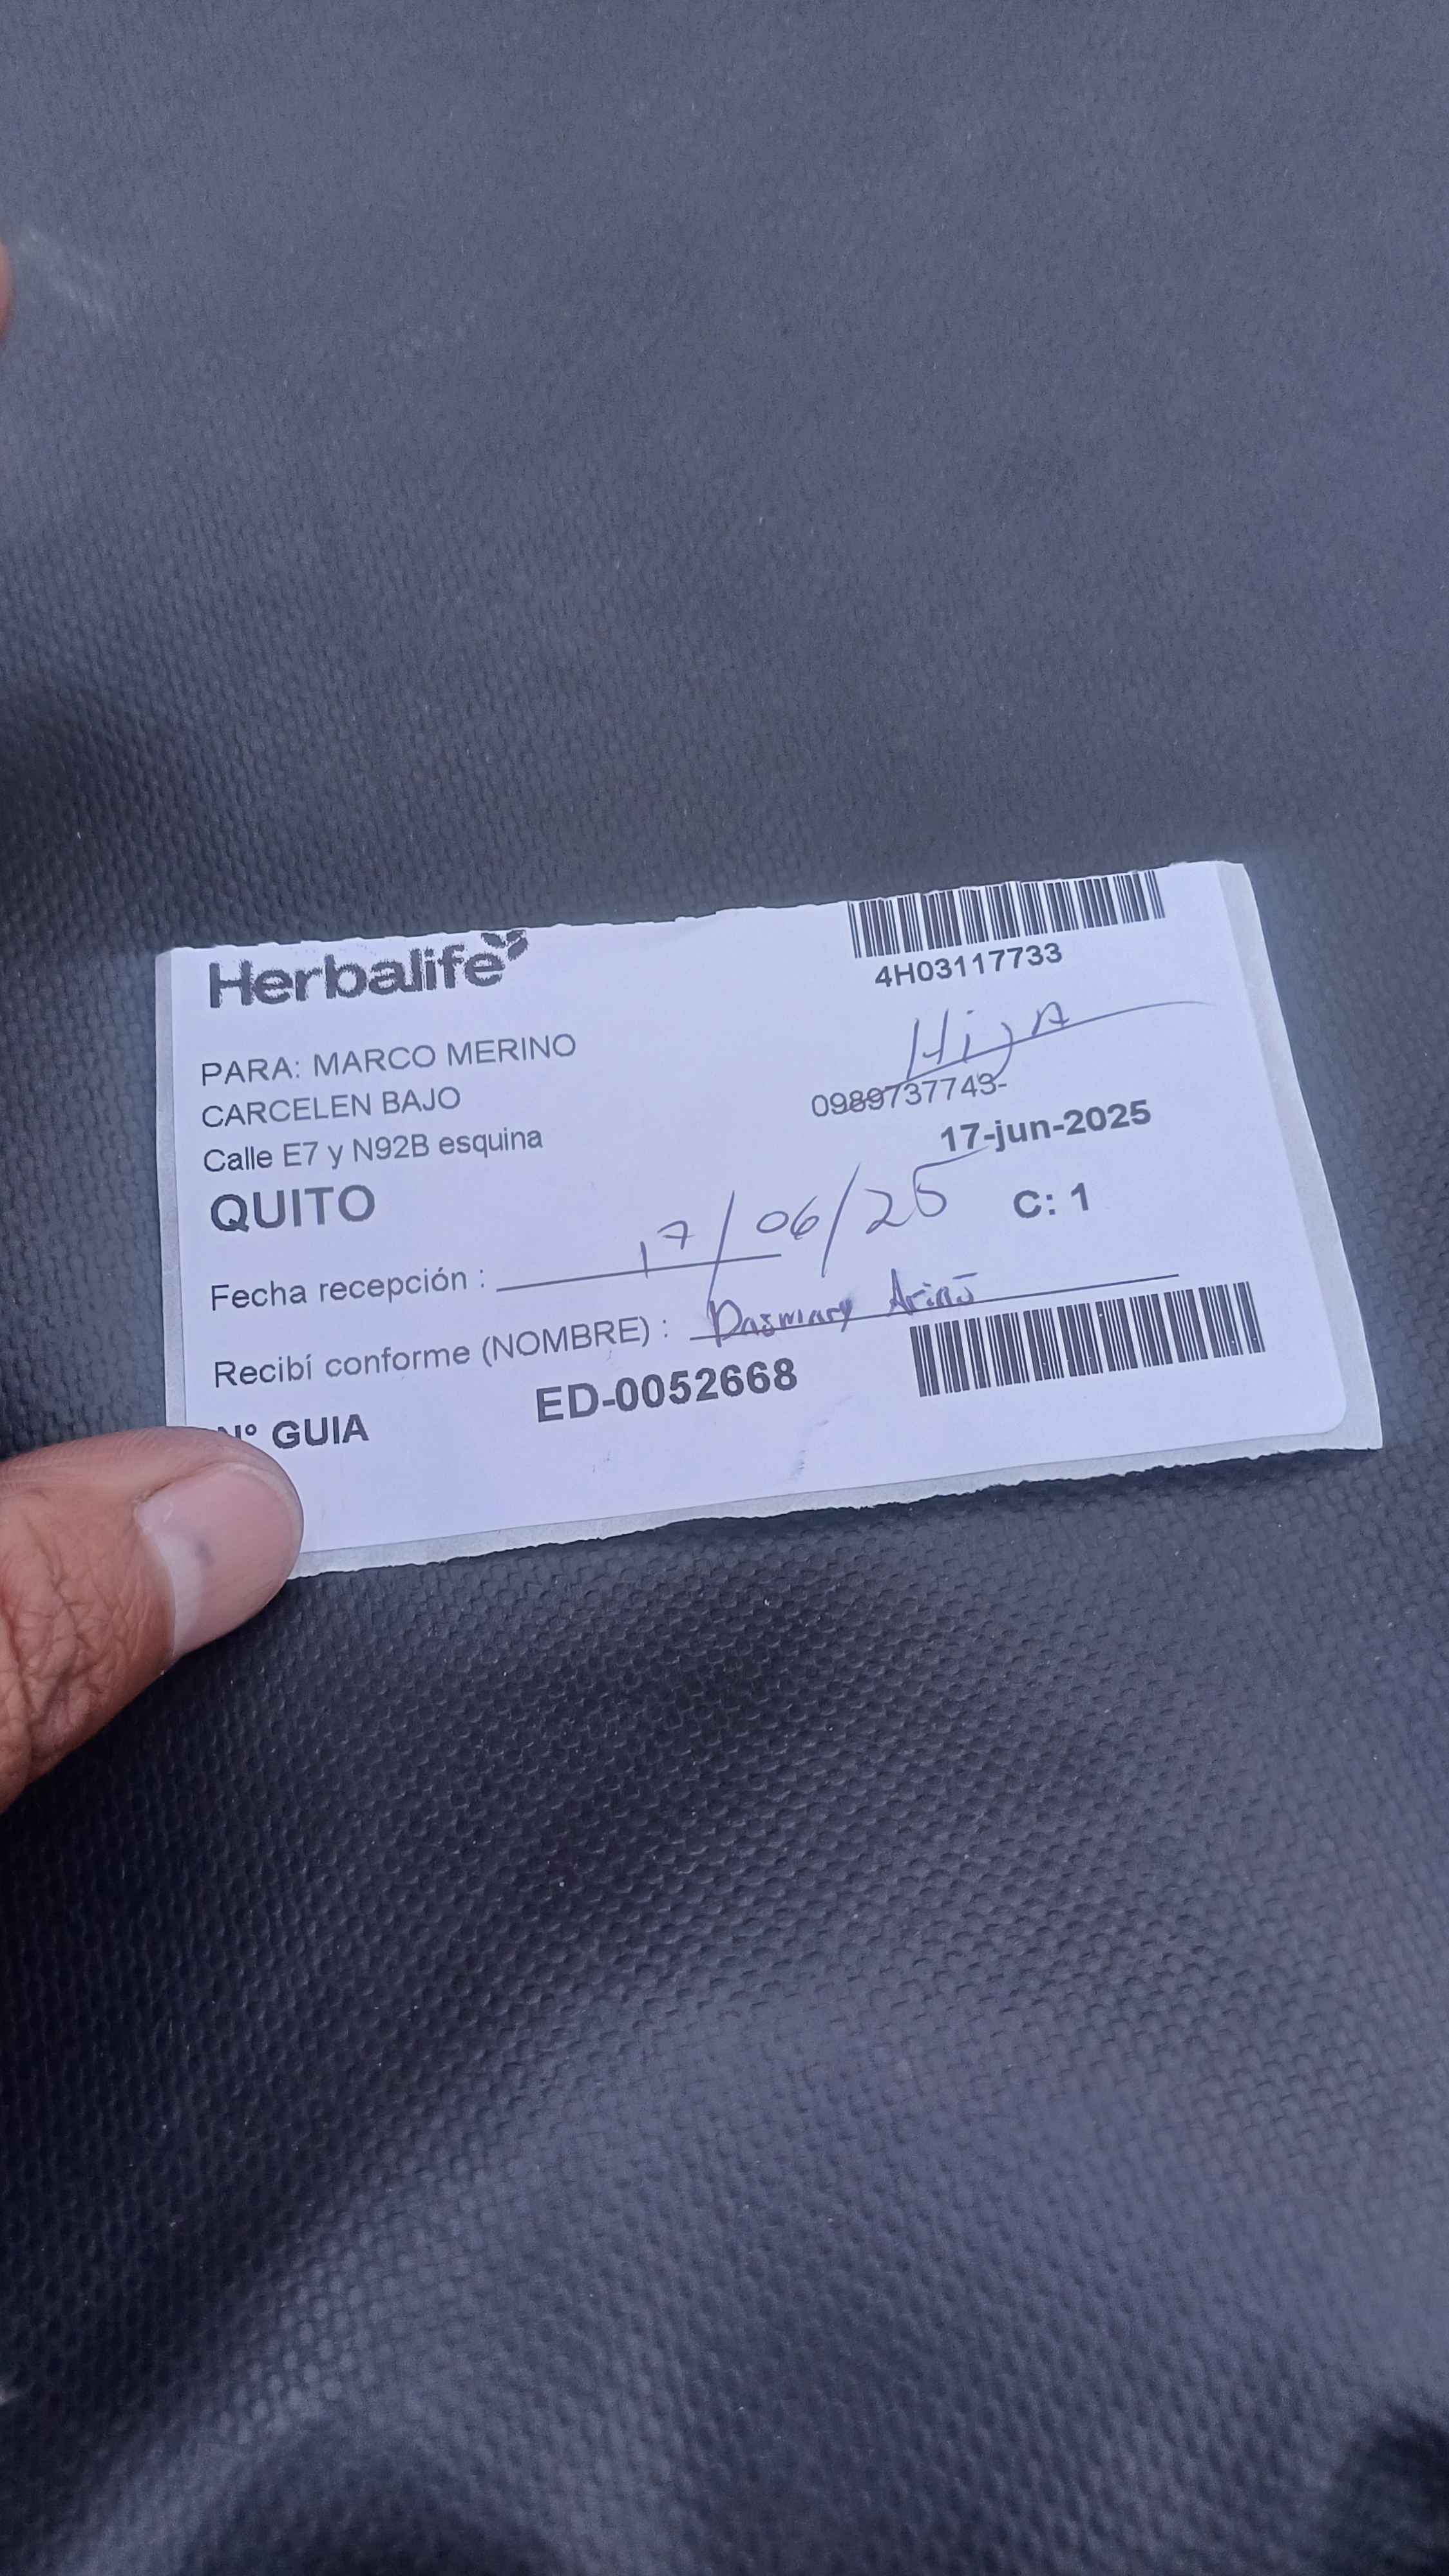 Herbalife
4H03117733
PARA: MARCO MERINO
Hija
CARCELEN BAJO
0989737743-
Calle E7 y N92B esquina
17-jun-2025
QUITO
C: 1
Fecha recepción : 17/06/25
Recibí conforme (NOMBRE) : Dasmary
N° GUIA ED-0052668